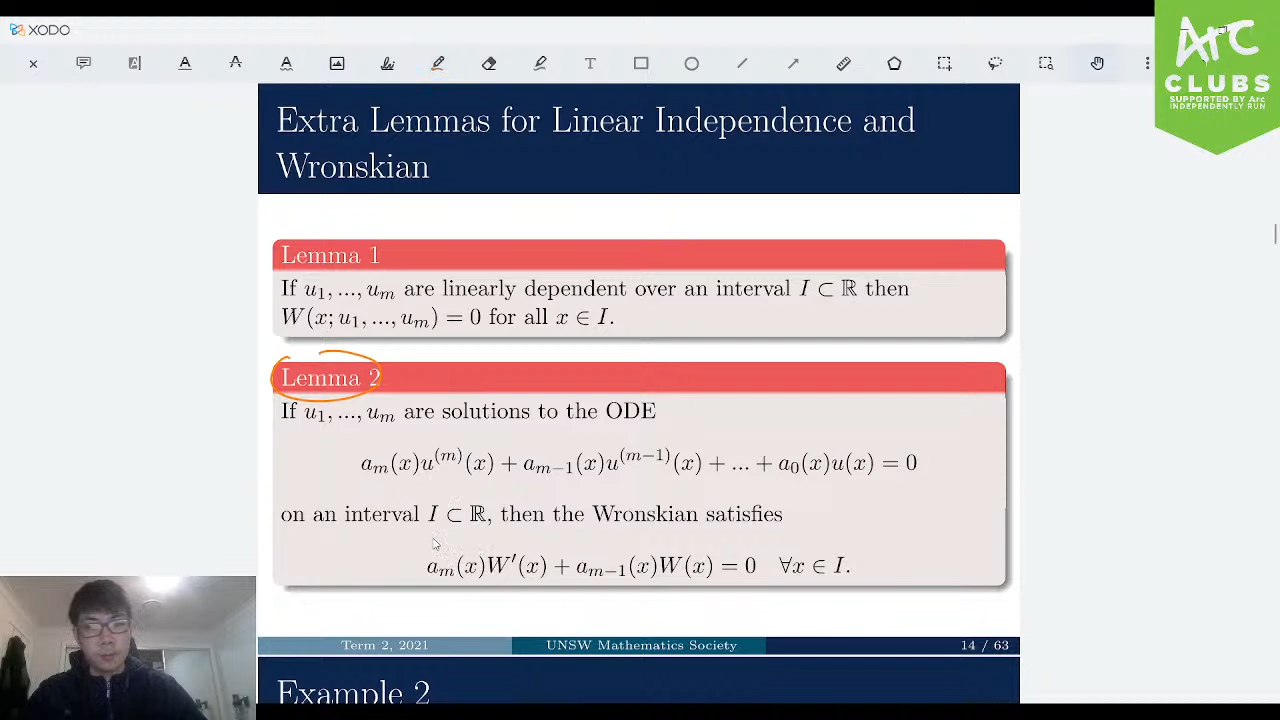 XODO
Arc
CLUBS
SUPPORTED BY Arc
INDEPENDENTLY RUN
Extra Lemmas for Linear Independence and
Wronskian
Lemma 1
If u₁, ..., uₘ are linearly dependent over an interval I ⊂ ℝ then
W(x; u₁, ..., uₘ) = 0 for all x ∈ I.
Lemma 2
If u₁, ..., uₘ are solutions to the ODE
aₘ(x)u⁽ᵐ⁾(x) + aₘ₋₁(x)u⁽ᵐ⁻¹⁾(x) + ... + a₀(x)u(x) = 0
on an interval I ⊂ ℝ, then the Wronskian satisfies
aₘ(x)W′(x) + aₘ₋₁(x)W(x) = 0 ∀x ∈ I.
Term 2, 2021 UNSW Mathematics Society 14 / 63
Example 2